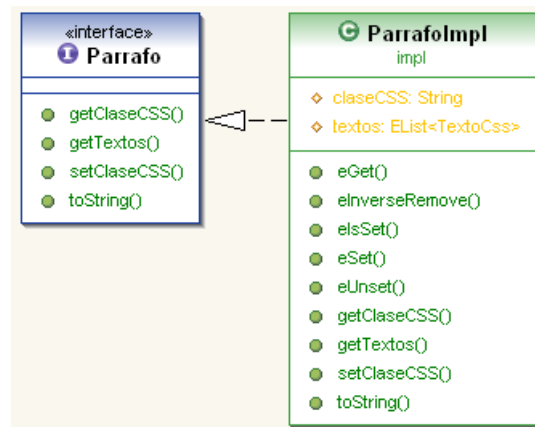 «interface»
I Parrafo
getClaseCSS()
getTextos()
setClaseCSS()
toString()
C ParrafoImpl
impl
claseCSS: String
textos: EList<TextoCss>
eGet()
eInverseRemove()
eIsSet()
eSet()
eUnset()
getClaseCSS()
getTextos()
setClaseCSS()
toString()